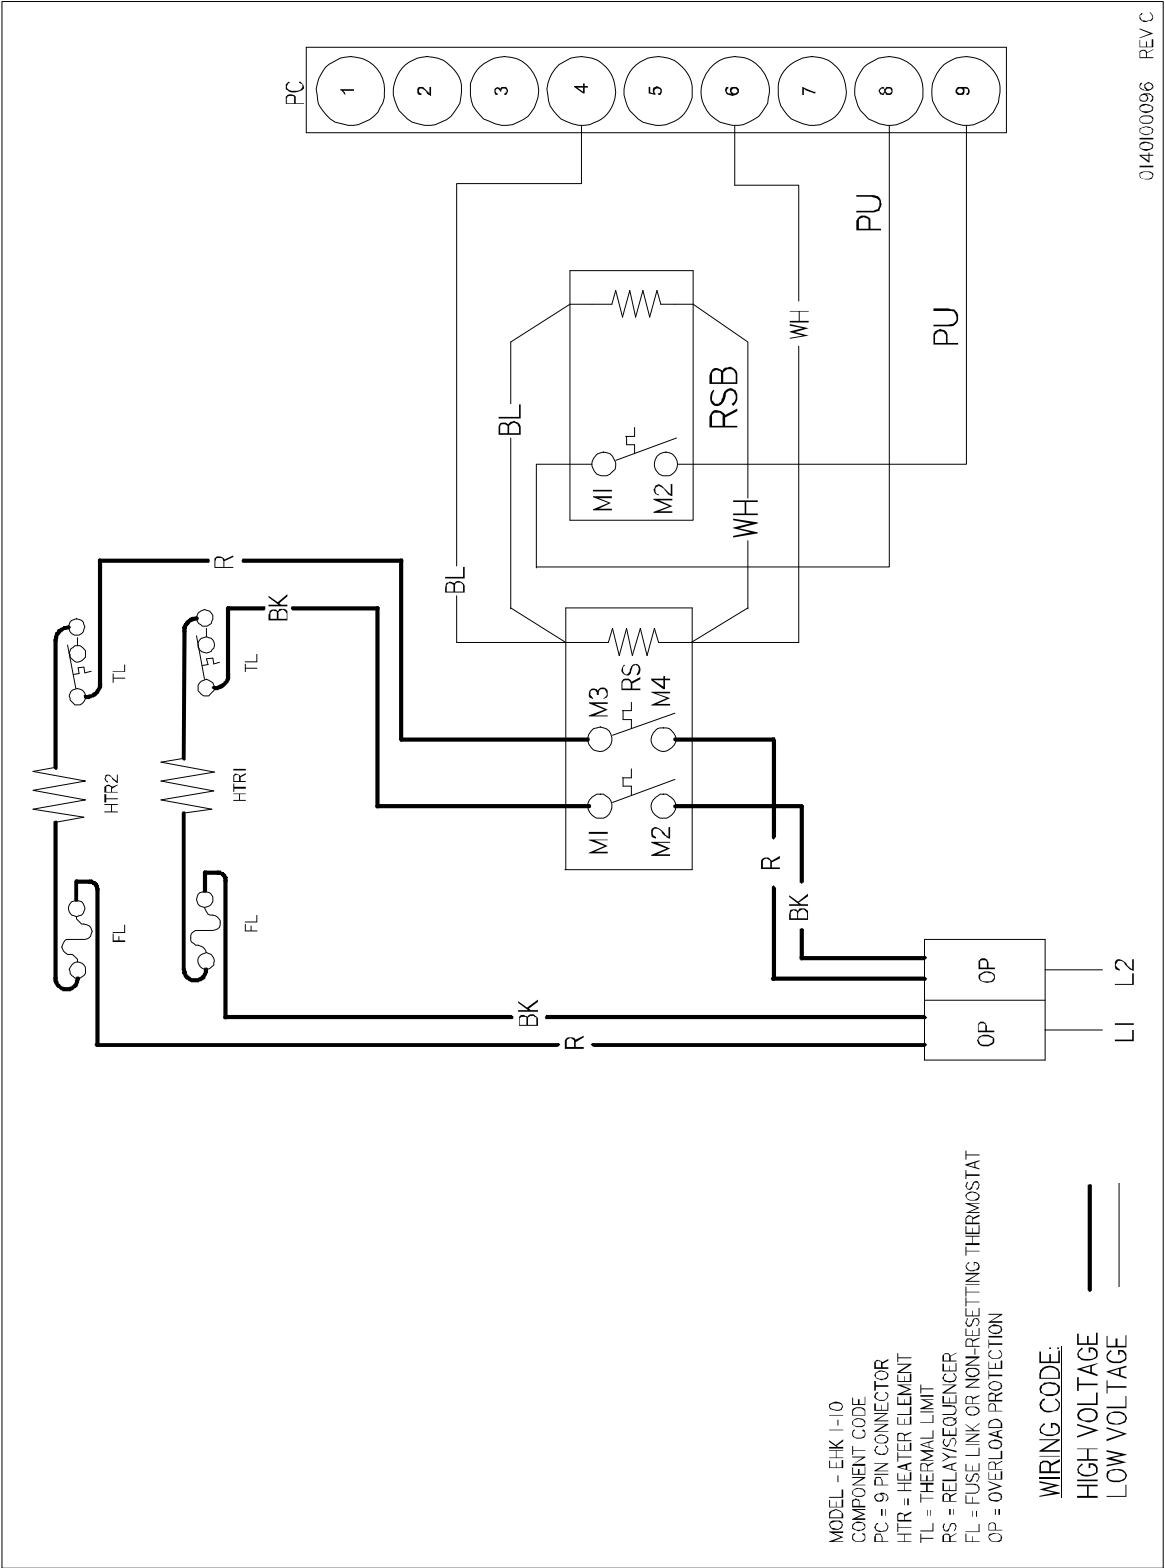 PC
1
2
3
4
5
6
7
8
9
0140100096 REV C
PU
PU
WH
BL
RSB
M1
M2
WH
BL
R
BK
TL
TL
HTR2
HTR1
M3
RS
M4
M1
M2
R
BK
FL
FL
BK
R
OP
OP
L2
L1
MODEL - EHK 1-10
COMPONENT CODE
PC = 9 PIN CONNECTOR
HTR = HEATER ELEMENT
TL = THERMAL LIMIT
RS = RELAY/SEQUENCER
FL = FUSE LINK OR NON-RESETTING THERMOSTAT
OP = OVERLOAD PROTECTION
WIRING CODE:
HIGH VOLTAGE
LOW VOLTAGE